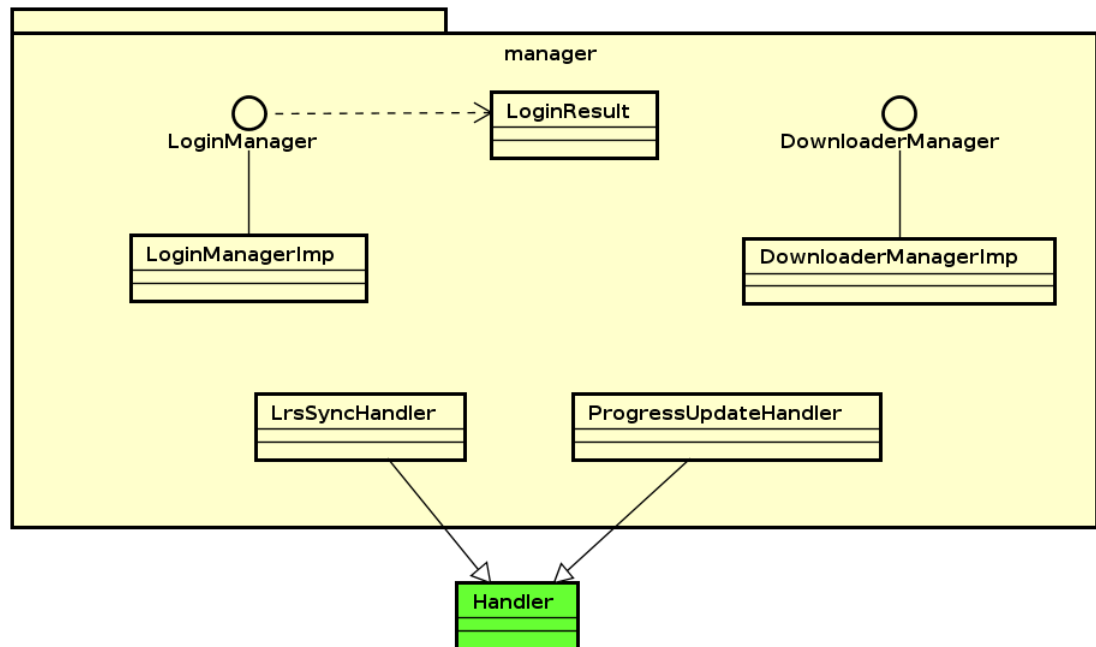 manager
LoginResult
LoginManager
DownloaderManager
LoginManagerImp
DownloaderManagerImp
LrsSyncHandler
ProgressUpdateHandler
Handler